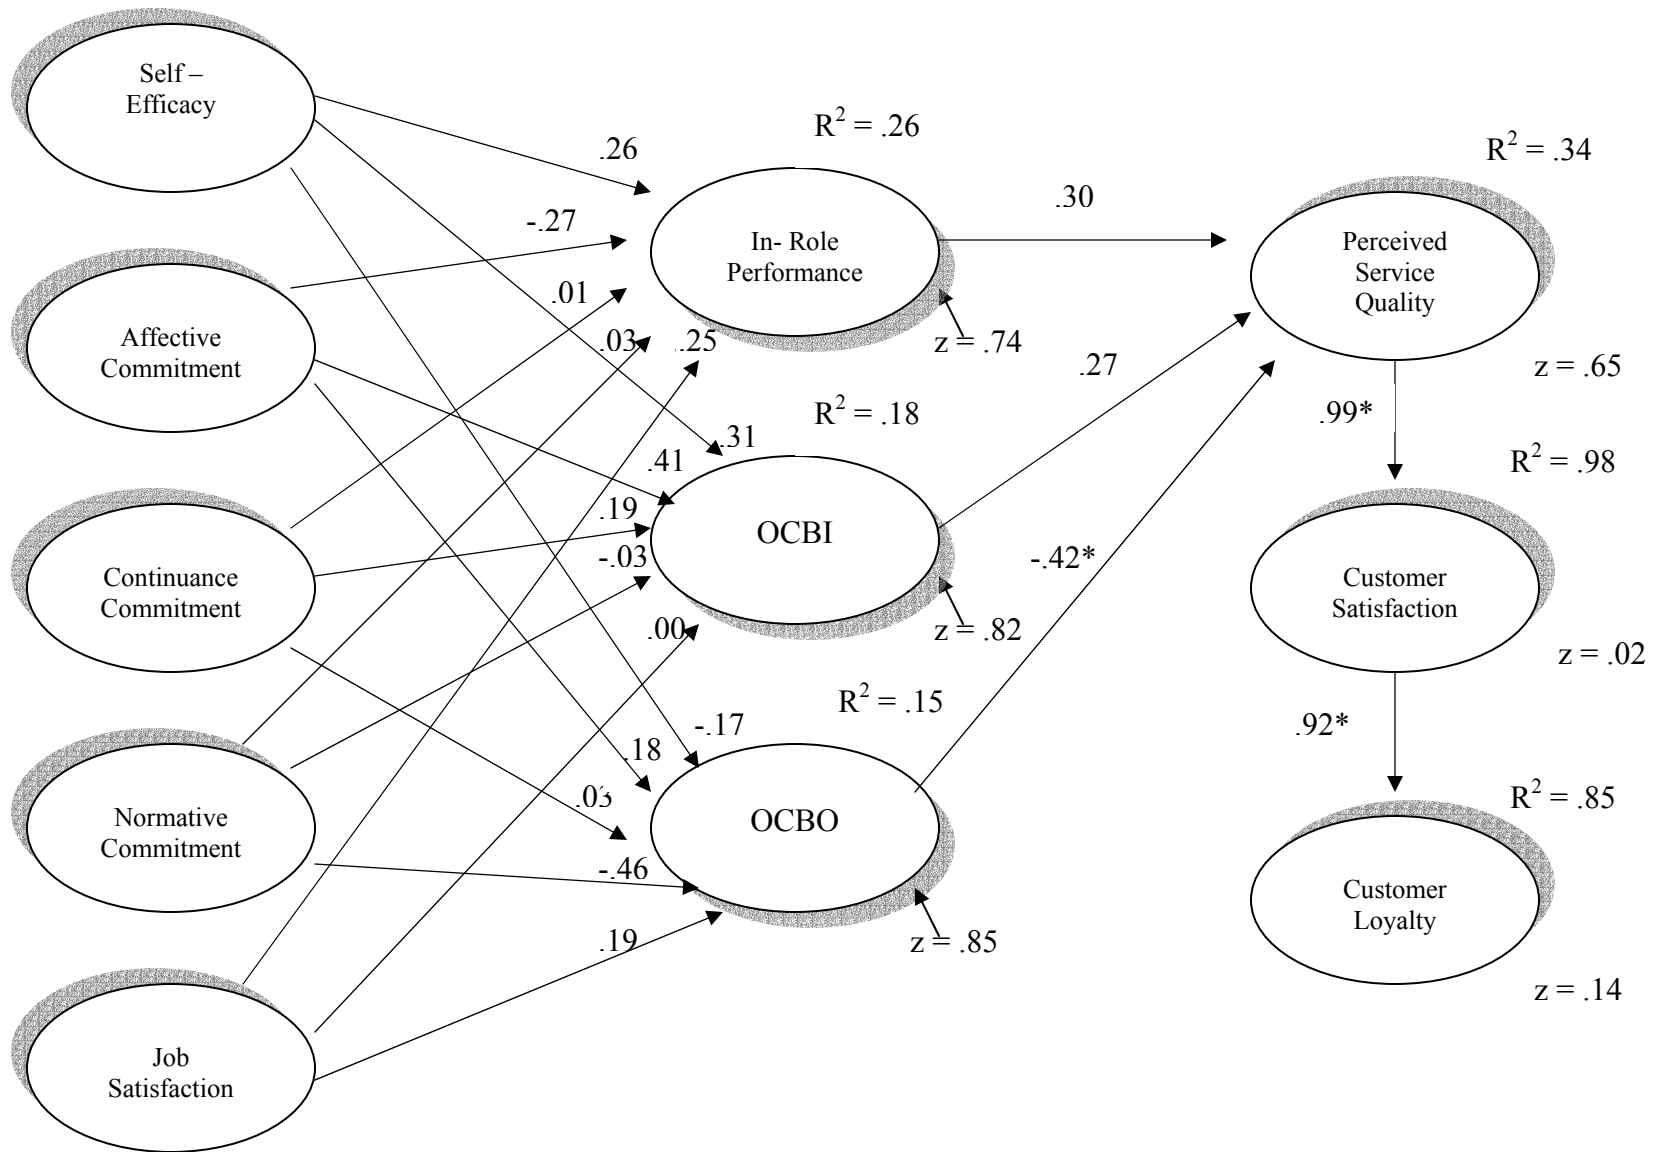 Self –
Efficacy
R² = .26
R² = .34
.26
.30
-.27
In- Role
Performance
Perceived
Service
Quality
.01
.03
.25
z = .74
Affective
Commitment
.27
z = .65
R² = .18
.99*
.31
.41
R² = .98
.19
OCBI
-.03
-.42*
Continuance
Commitment
Customer
Satisfaction
.00
z = .82
z = .02
R² = .15
-.17
.92*
.18
.03
R² = .85
OCBO
Normative
Commitment
-.46
Customer
Loyalty
.19
z = .85
z = .14
Job
Satisfaction